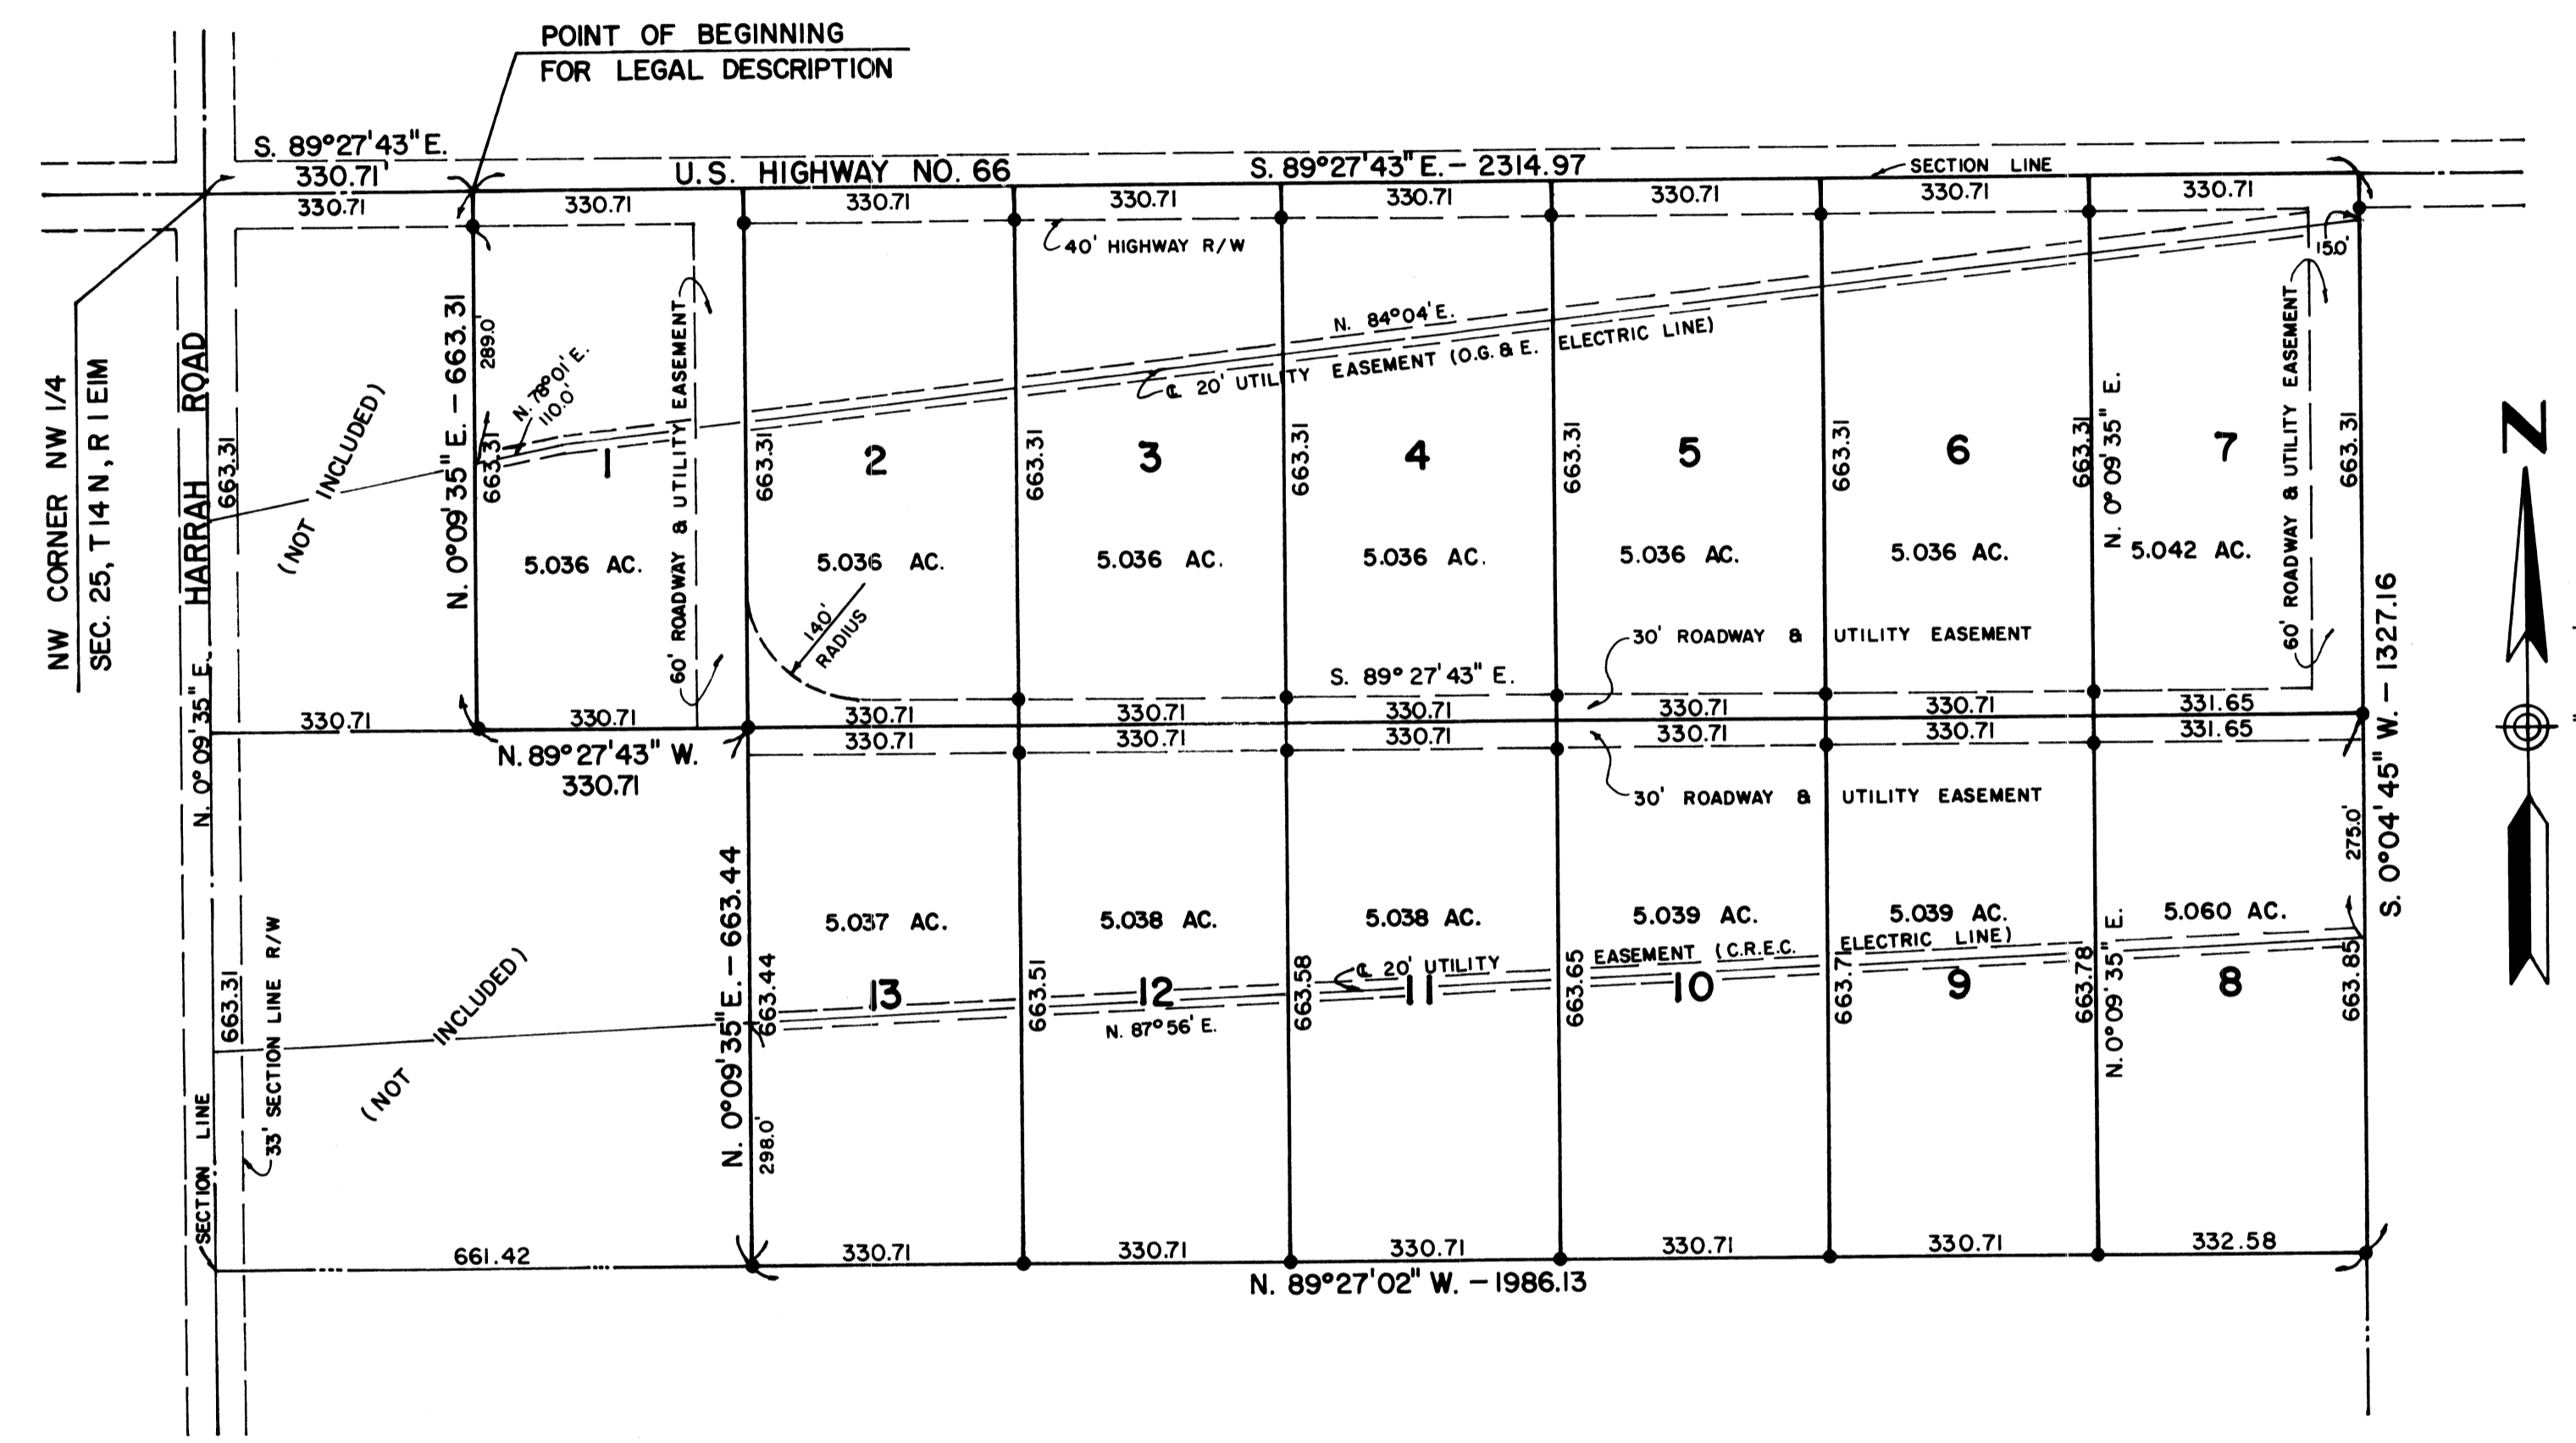 POINT OF BEGINNING
FOR LEGAL DESCRIPTION
S. 89°27'43" E.
330.71'
330.71
U.S. HIGHWAY NO. 66
S. 89°27'43" E. – 2314.97
SECTION LINE
330.71
330.71
330.71
330.71
330.71
330.71
330.71
40' HIGHWAY R/W
15.0'
NW CORNER NW 1/4
SEC. 25, T 14 N, R 1 EIM
HARRAH ROAD
N. 0°09'35" E.
663.31
(NOT INCLUDED)
N. 0°09'35" E. – 663.31
289.0'
663.31
N. 78°01' E.
110.0'
60' ROADWAY & UTILITY EASEMENT
N. 84°04' E.
℄ 20' UTILITY EASEMENT (O.G. & E. ELECTRIC LINE)
663.31
663.31
663.31
663.31
663.31
663.31
N. 0°09'35" E.
60' ROADWAY & UTILITY EASEMENT
663.31
1
2
3
4
5
6
7
5.036 AC.
5.036 AC.
5.036 AC.
5.036 AC.
5.036 AC.
5.036 AC.
5.042 AC.
140'
RADIUS
30' ROADWAY & UTILITY EASEMENT
S. 89° 27' 43" E.
330.71
330.71
330.71
330.71
330.71
330.71
330.71
331.65
330.71
330.71
330.71
330.71
330.71
331.65
N. 89°27'43" W.
330.71
30' ROADWAY & UTILITY EASEMENT
S. 0°04'45" W. – 1327.16
275.0'
N
663.31
33' SECTION LINE R/W
SECTION LINE
(NOT INCLUDED)
N. 0°09'35" E. – 663.44
663.44
298.0'
5.037 AC.
5.038 AC.
5.038 AC.
5.039 AC.
5.039 AC.
5.060 AC.
℄ 20' UTILITY EASEMENT (C.R.E.C. ELECTRIC LINE)
13
12
11
10
9
8
663.51
663.58
663.65
663.71
663.78
N. 0°09'35" E.
663.85
N. 87°56' E.
661.42
330.71
330.71
330.71
330.71
330.71
332.58
N. 89°27'02" W. – 1986.13